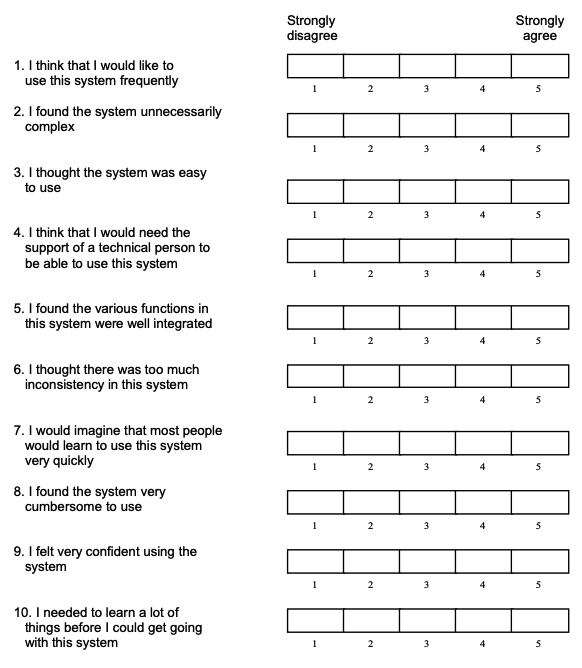 Strongly disagree
Strongly agree
1. I think that I would like to
use this system frequently
1 2 3 4 5
2. I found the system unnecessarily
complex
1 2 3 4 5
3. I thought the system was easy
to use
1 2 3 4 5
4. I think that I would need the
support of a technical person to
be able to use this system
1 2 3 4 5
5. I found the various functions in
this system were well integrated
1 2 3 4 5
6. I thought there was too much
inconsistency in this system
1 2 3 4 5
7. I would imagine that most people
would learn to use this system
very quickly
1 2 3 4 5
8. I found the system very
cumbersome to use
1 2 3 4 5
9. I felt very confident using the
system
1 2 3 4 5
10. I needed to learn a lot of
things before I could get going
with this system
1 2 3 4 5